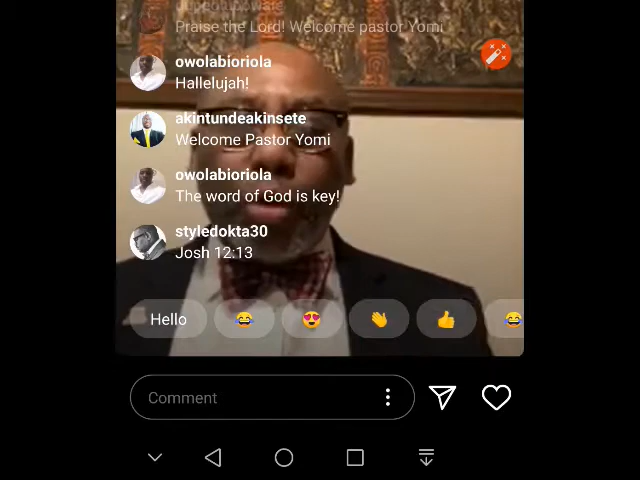 Praise the Lord! Welcome pastor Yomi
owolabioriola
Hallelujah!
akintundeakinsete
Welcome Pastor Yomi
owolabioriola
The word of God is key!
styledokta30
Josh 12:13
Hello
Comment